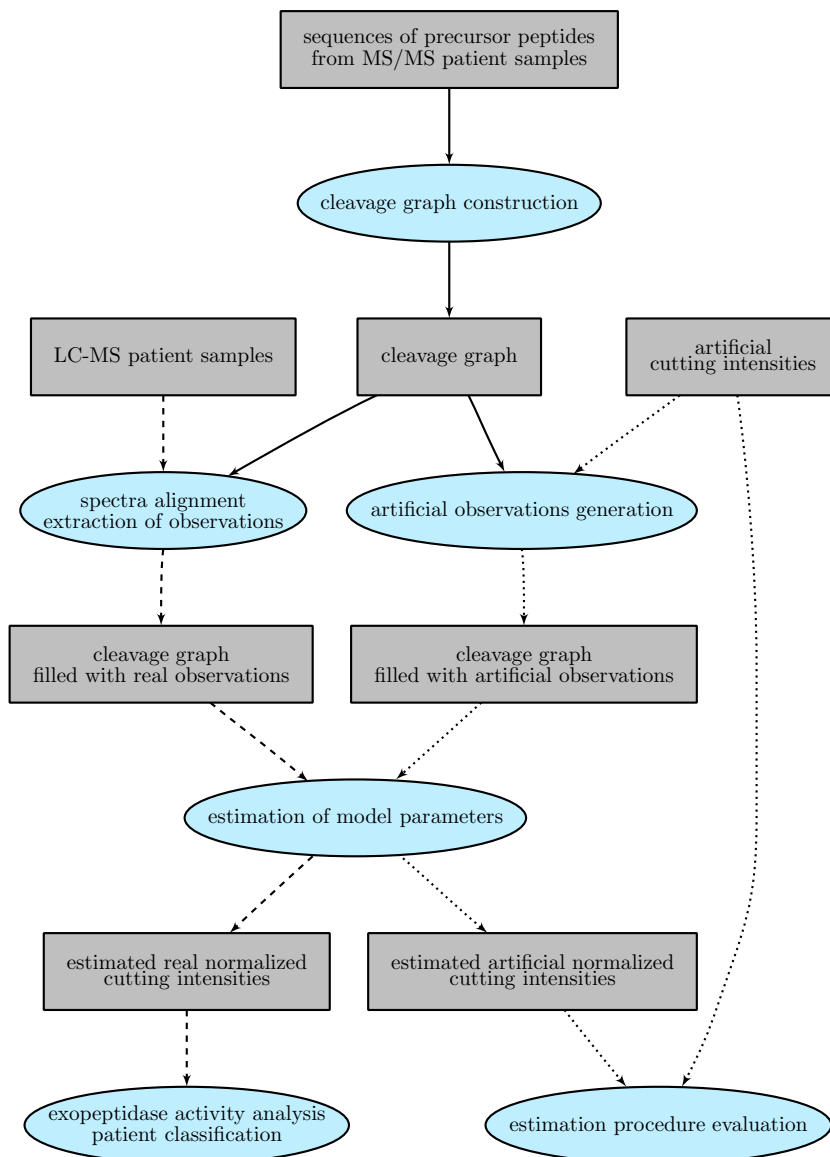 sequences of precursor peptides
from MS/MS patient samples
cleavage graph construction
LC-MS patient samples
cleavage graph
artificial
cutting intensities
spectra alignment
extraction of observations
artificial observations generation
cleavage graph
filled with real observations
cleavage graph
filled with artificial observations
estimation of model parameters
estimated real normalized
cutting intensities
estimated artificial normalized
cutting intensities
exopeptidase activity analysis
patient classification
estimation procedure evaluation